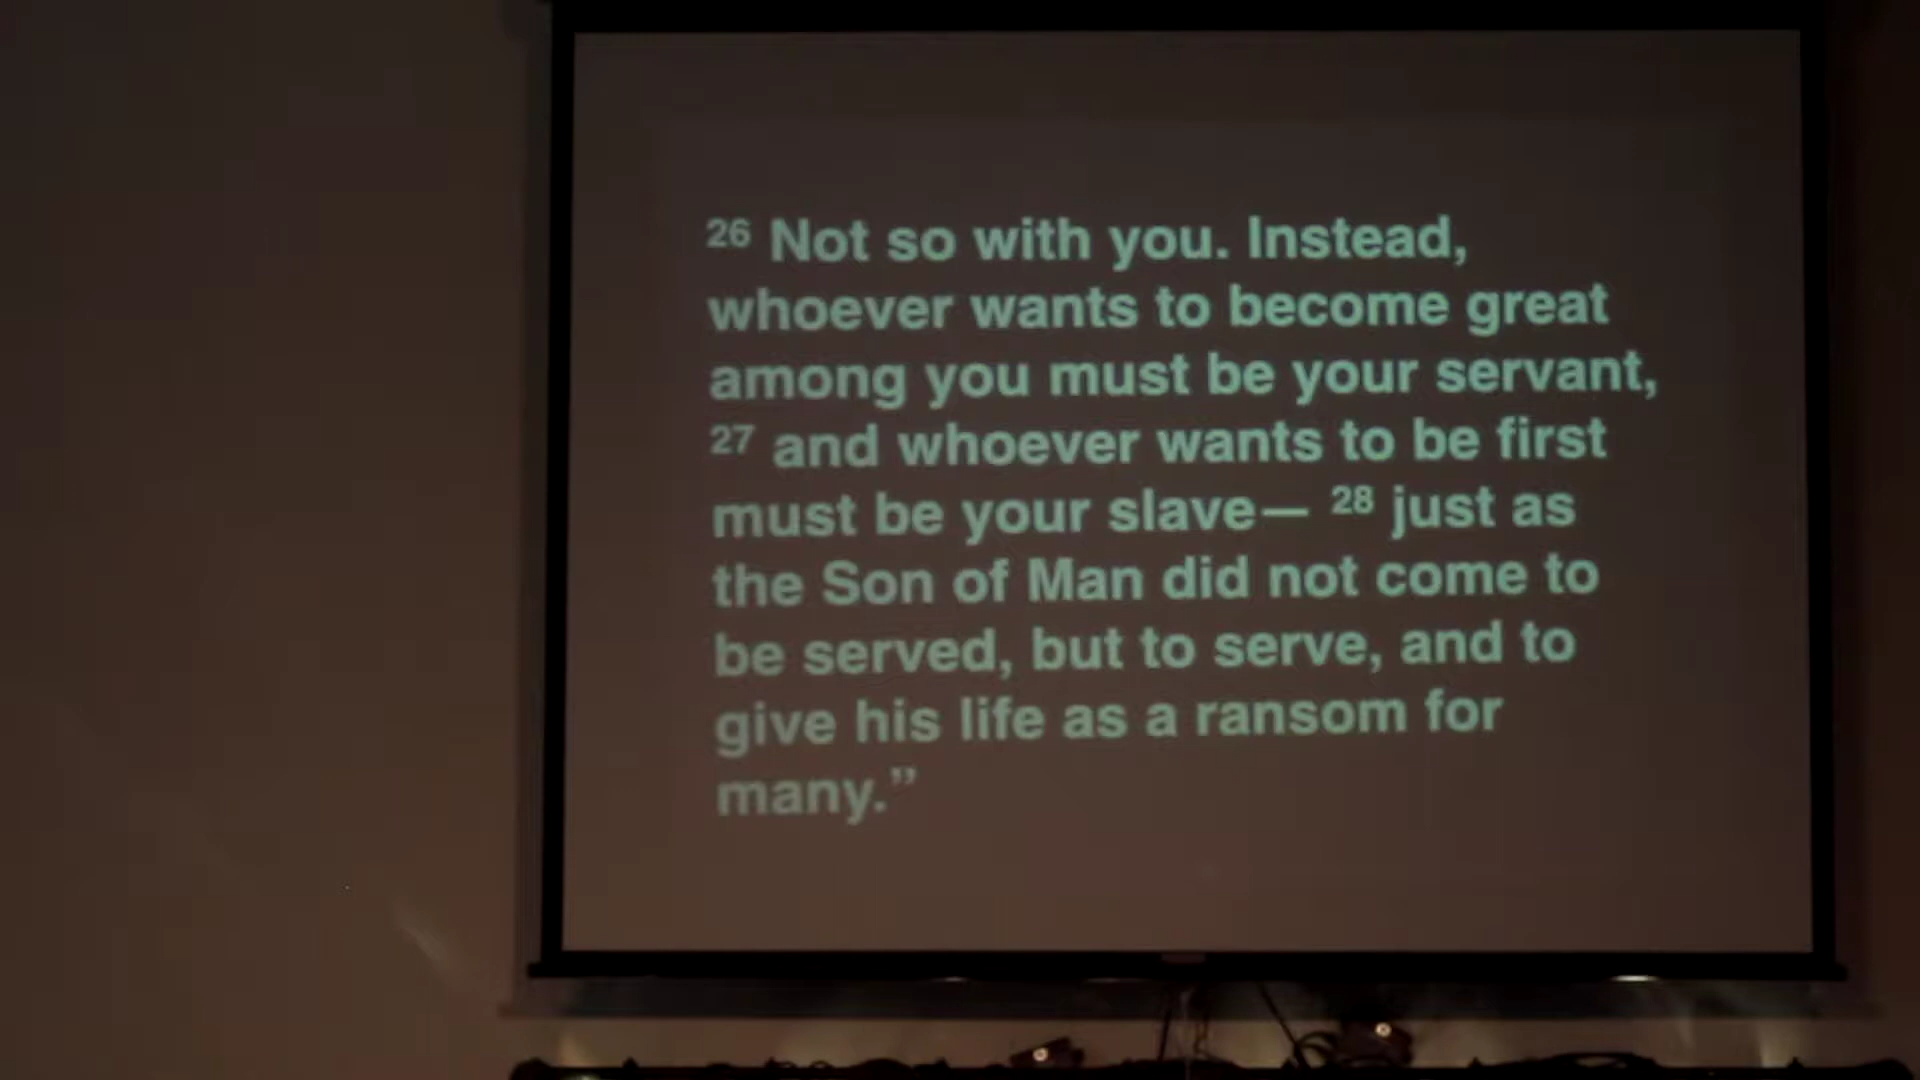 26 Not so with you. Instead,
whoever wants to become great
among you must be your servant,
27 and whoever wants to be first
must be your slave— 28 just as
the Son of Man did not come to
be served, but to serve, and to
give his life as a ransom for
many.”